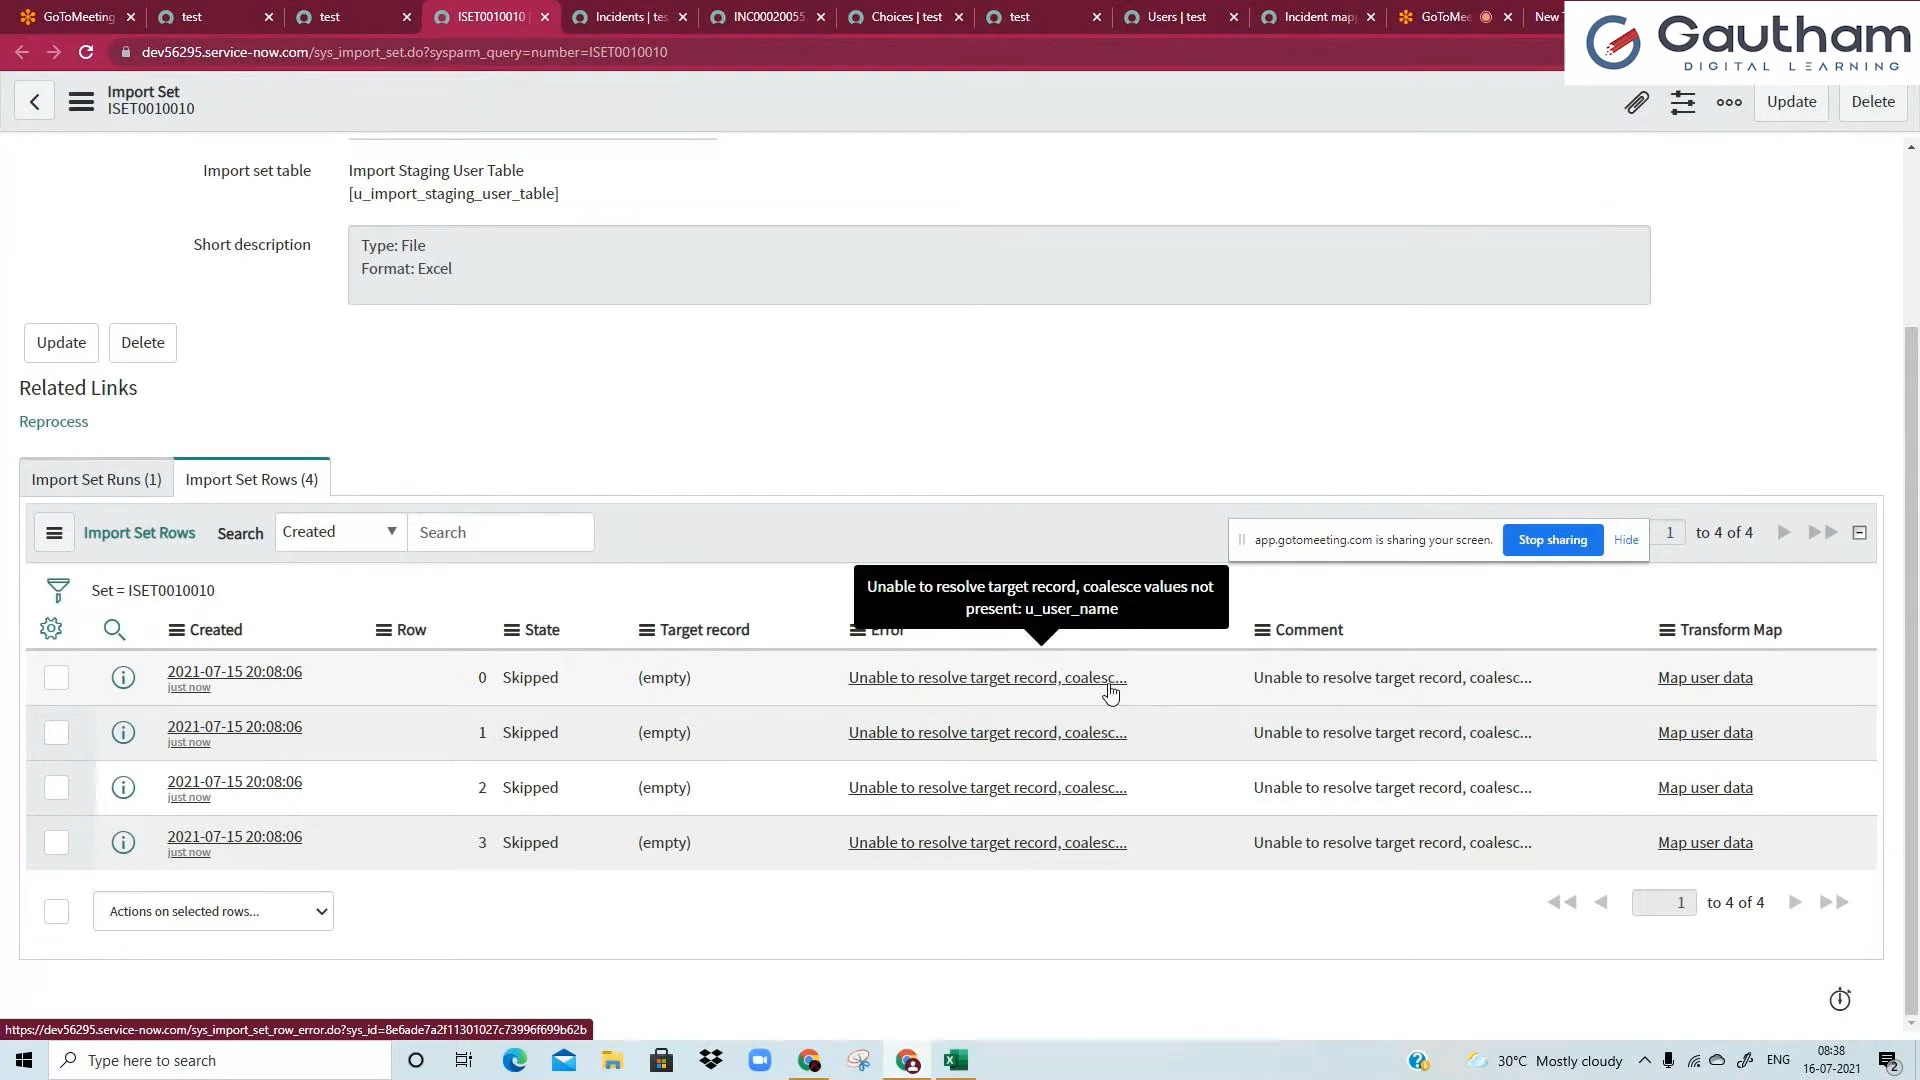 GoToMeeting
test
test
ISET0010010
Incidents | tes
INC00020055
Choices | test
test
Users | test
Incident map
GoToMee
New
Gautham
DIGITAL LEARNING
dev56295.service-now.com/sys_import_set.do?sysparm_query=number=ISET0010010
Import Set
ISET0010010
Update
Delete
Import set table
Import Staging User Table
[u_import_staging_user_table]
Short description
Type: File
Format: Excel
Update
Delete
Related Links
Reprocess
Import Set Runs (1)
Import Set Rows (4)
Import Set Rows
Search
Created
Search
app.gotomeeting.com is sharing your screen.
Stop sharing
Hide
1 to 4 of 4
Set = ISET0010010
Unable to resolve target record, coalesce values not
present: u_user_name
Created Row State Target record Error Comment Transform Map
2021-07-15 20:08:06 0 Skipped (empty) Unable to resolve target record, coalesc... Unable to resolve target record, coalesc... Map user data
just now
2021-07-15 20:08:06 1 Skipped (empty) Unable to resolve target record, coalesc... Unable to resolve target record, coalesc... Map user data
just now
2021-07-15 20:08:06 2 Skipped (empty) Unable to resolve target record, coalesc... Unable to resolve target record, coalesc... Map user data
just now
2021-07-15 20:08:06 3 Skipped (empty) Unable to resolve target record, coalesc... Unable to resolve target record, coalesc... Map user data
just now
Actions on selected rows...
1 to 4 of 4
https://dev56295.service-now.com/sys_import_set_row_error.do?sys_id=8e6ade7a2f11301027c73996f699b62b
Type here to search
30°C Mostly cloudy
ENG
08:38
16-07-2021
2